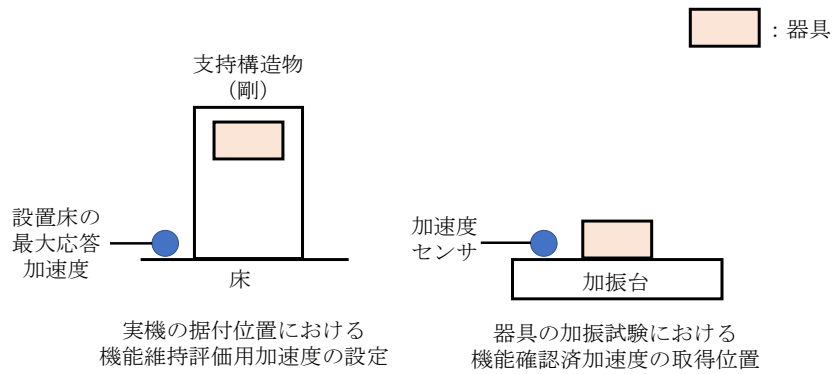 ：器具
支持構造物
（剛）
設置床の
最大応答
加速度
床
実機の据付位置における
機能維持評価用加速度の設定
加速度
センサ
加振台
器具の加振試験における
機能確認済加速度の取得位置